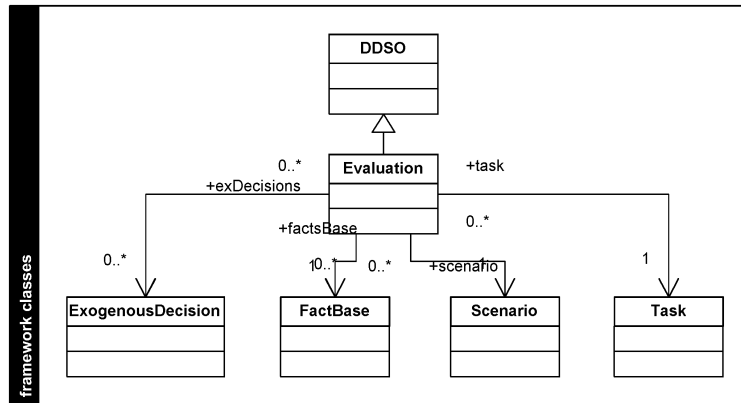 DDSO
Evaluation
0..*
+task
+exDecisions
0..*
+factsBase
0..*
1
0..*
0..*
+scenario
1
1
ExogenousDecision
FactBase
Scenario
Task
framework classes